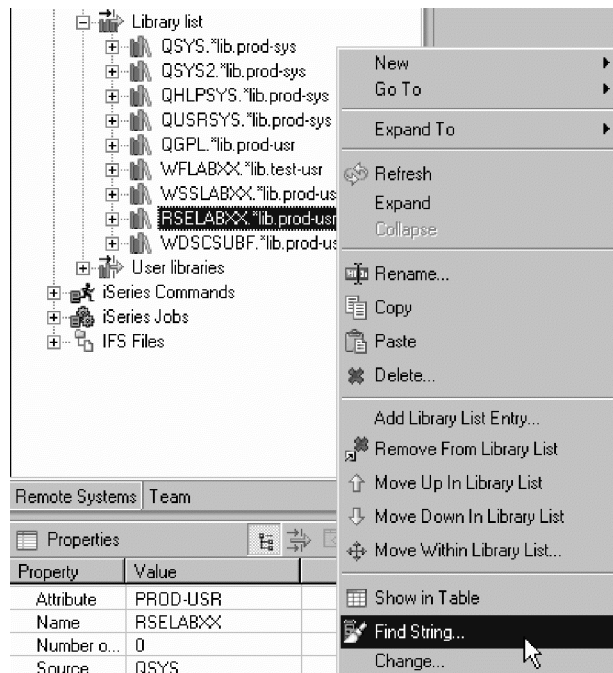 Library list
QSYS.*lib.prod-sys
QSYS2.*lib.prod-sys
QHLPSYS.*lib.prod-sys
QUSRSYS.*lib.prod-sys
QGPL.*lib.prod-usr
WFLABXX.*lib.test-usr
WSSLABXX.*lib.prod-us
RSELABXX.*lib.prod-usr
WDSCSUBF.*lib.prod-us
User libraries
iSeries Commands
iSeries Jobs
IFS Files
New
Go To
Expand To
Refresh
Expand
Collapse
Rename...
Copy
Paste
Delete...
Add Library List Entry...
Remove From Library List
Move Up In Library List
Move Down In Library List
Move Within Library List...
Show in Table
Find String...
Change...
Remote Systems Team
Properties
Property Value
Attribute PROD-USR
Name RSELABXX
Number o... 0
Source QSYS